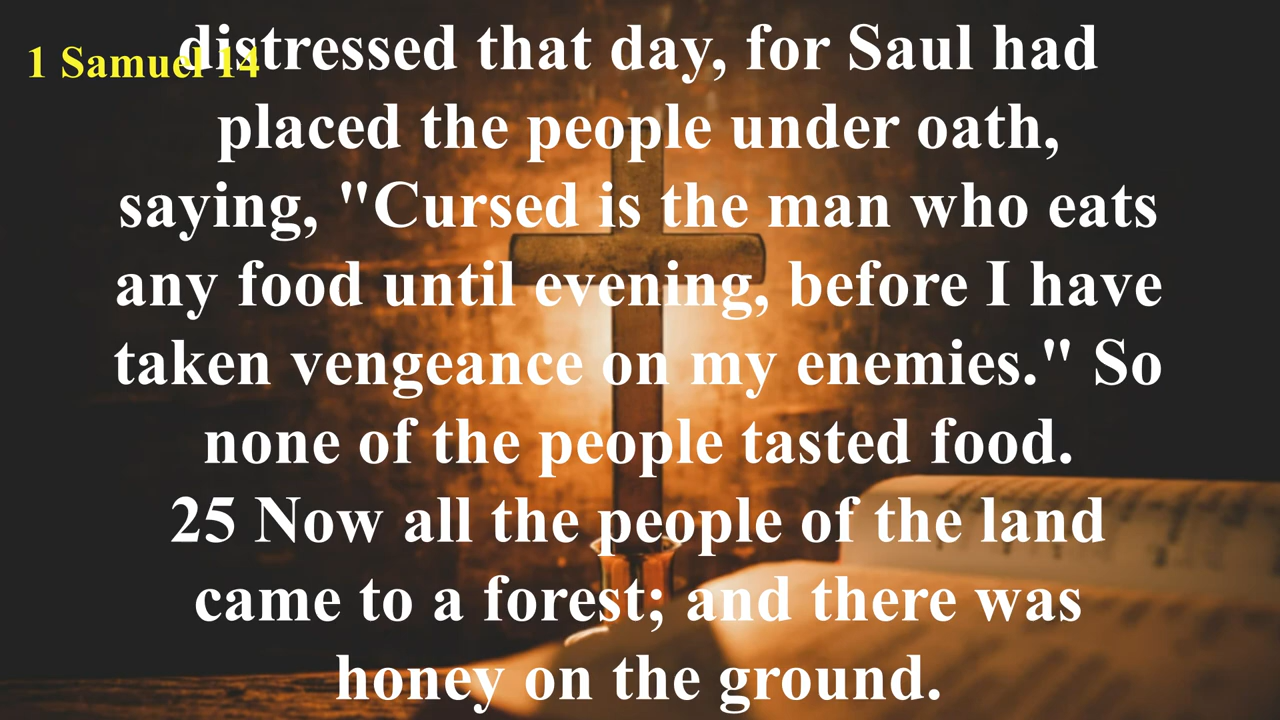 1 Samuel 14
distressed that day, for Saul had
placed the people under oath,
saying, "Cursed is the man who eats
any food until evening, before I have
taken vengeance on my enemies." So
none of the people tasted food.
25 Now all the people of the land
came to a forest; and there was
honey on the ground.